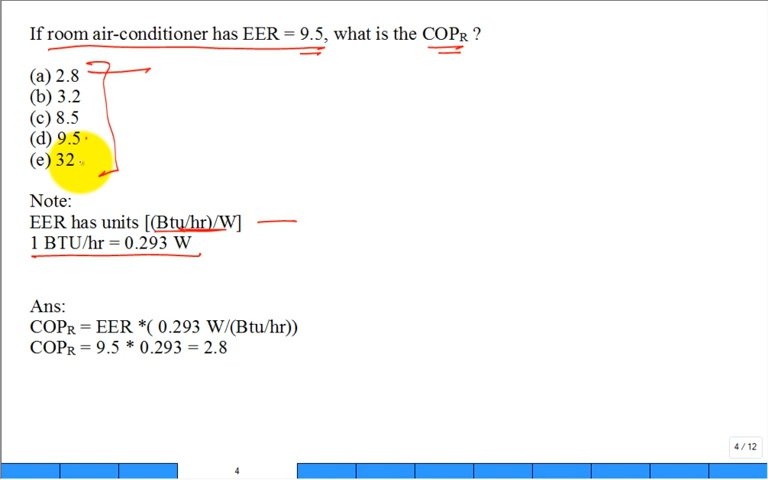 If room air-conditioner has EER = 9.5, what is the COPR ?
(a) 2.8
(b) 3.2
(c) 8.5
(d) 9.5
(e) 32
Note:
EER has units [(Btu/hr)/W]
1 BTU/hr = 0.293 W
Ans:
COPR = EER *( 0.293 W/(Btu/hr))
COPR = 9.5 * 0.293 = 2.8
4 / 12
4